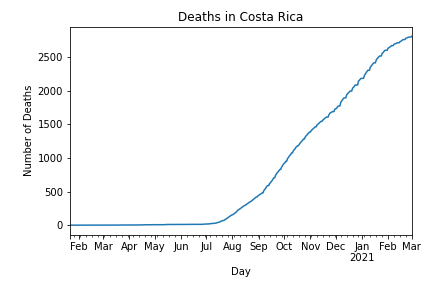 Deaths in Costa Rica
Number of Deaths
2500
2000
1500
1000
500
0
Feb Mar Apr May Jun Jul Aug Sep Oct Nov Dec Jan Feb Mar
2021
Day